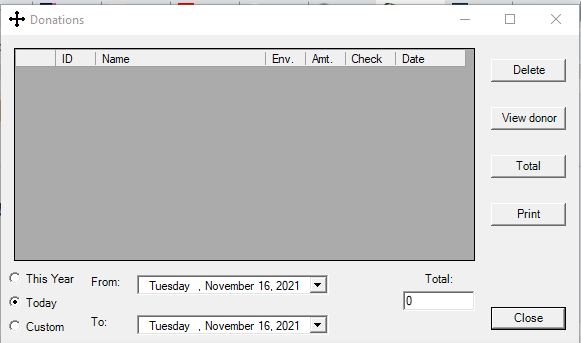 Donations
ID Name Env. Amt. Check Date
Delete
View donor
Total
Print
This Year
Today
Custom
From: Tuesday , November 16, 2021
To: Tuesday , November 16, 2021
Total:
0
Close